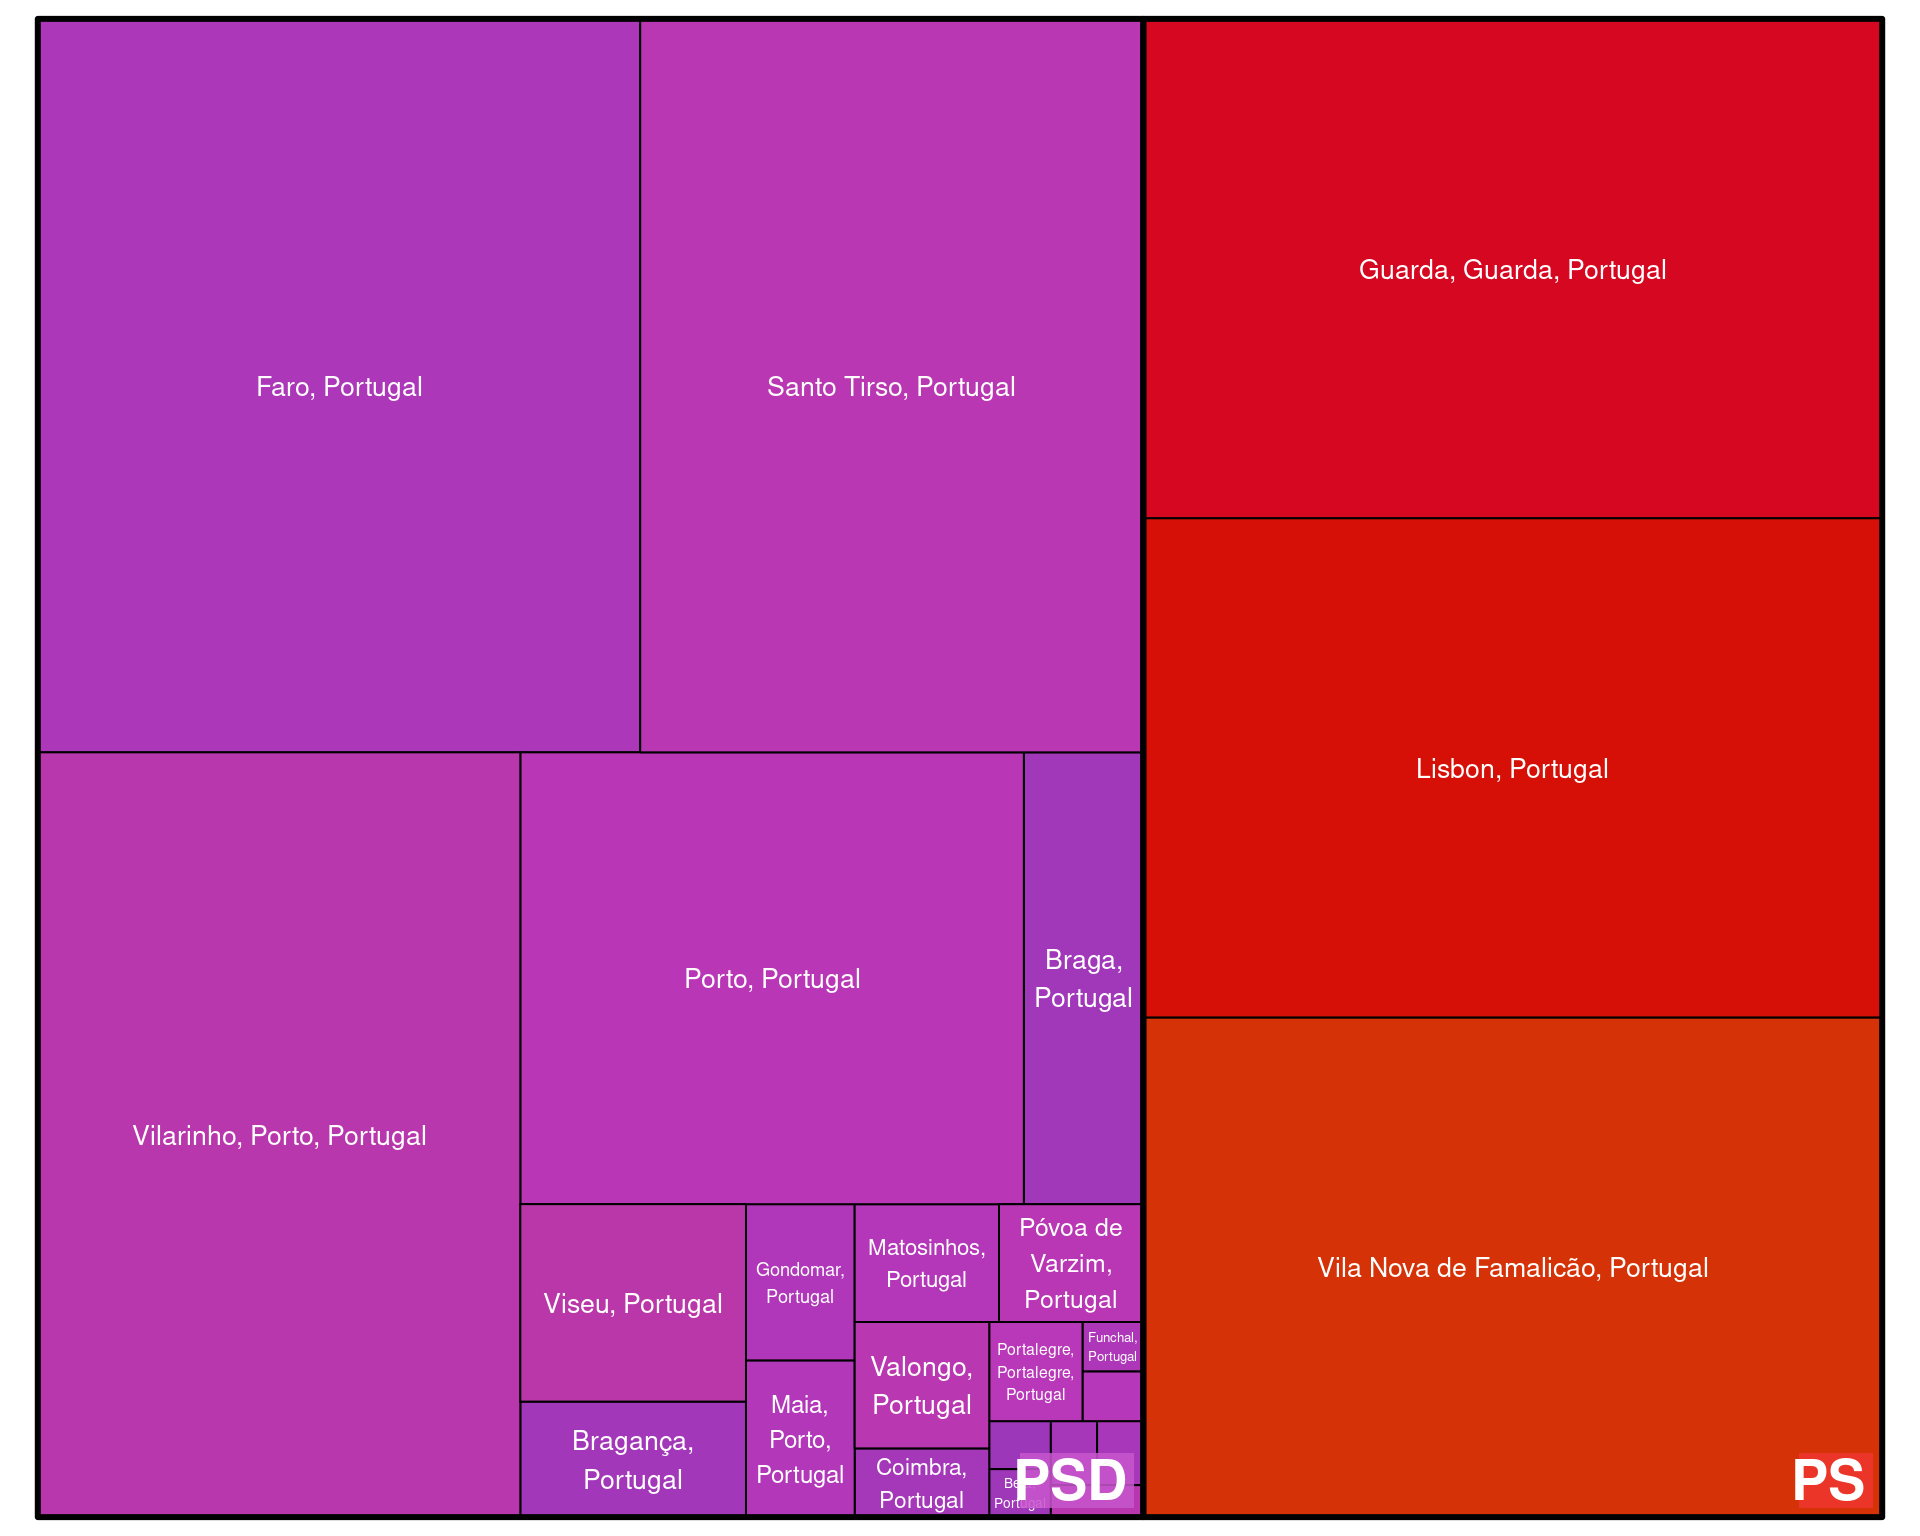 Faro, Portugal
Santo Tirso, Portugal
Guarda, Guarda, Portugal
Lisbon, Portugal
Vilarinho, Porto, Portugal
Porto, Portugal
Braga,
Portugal
Vila Nova de Famalicão, Portugal
Viseu, Portugal
Bragança,
Portugal
Gondomar,
Portugal
Maia,
Porto,
Portugal
Matosinhos,
Portugal
Póvoa de
Varzim,
Portugal
Valongo,
Portugal
Coimbra,
Portugal
Portalegre,
Portalegre,
Portugal
Funchal,
Portugal
Portugal
PSD
PS